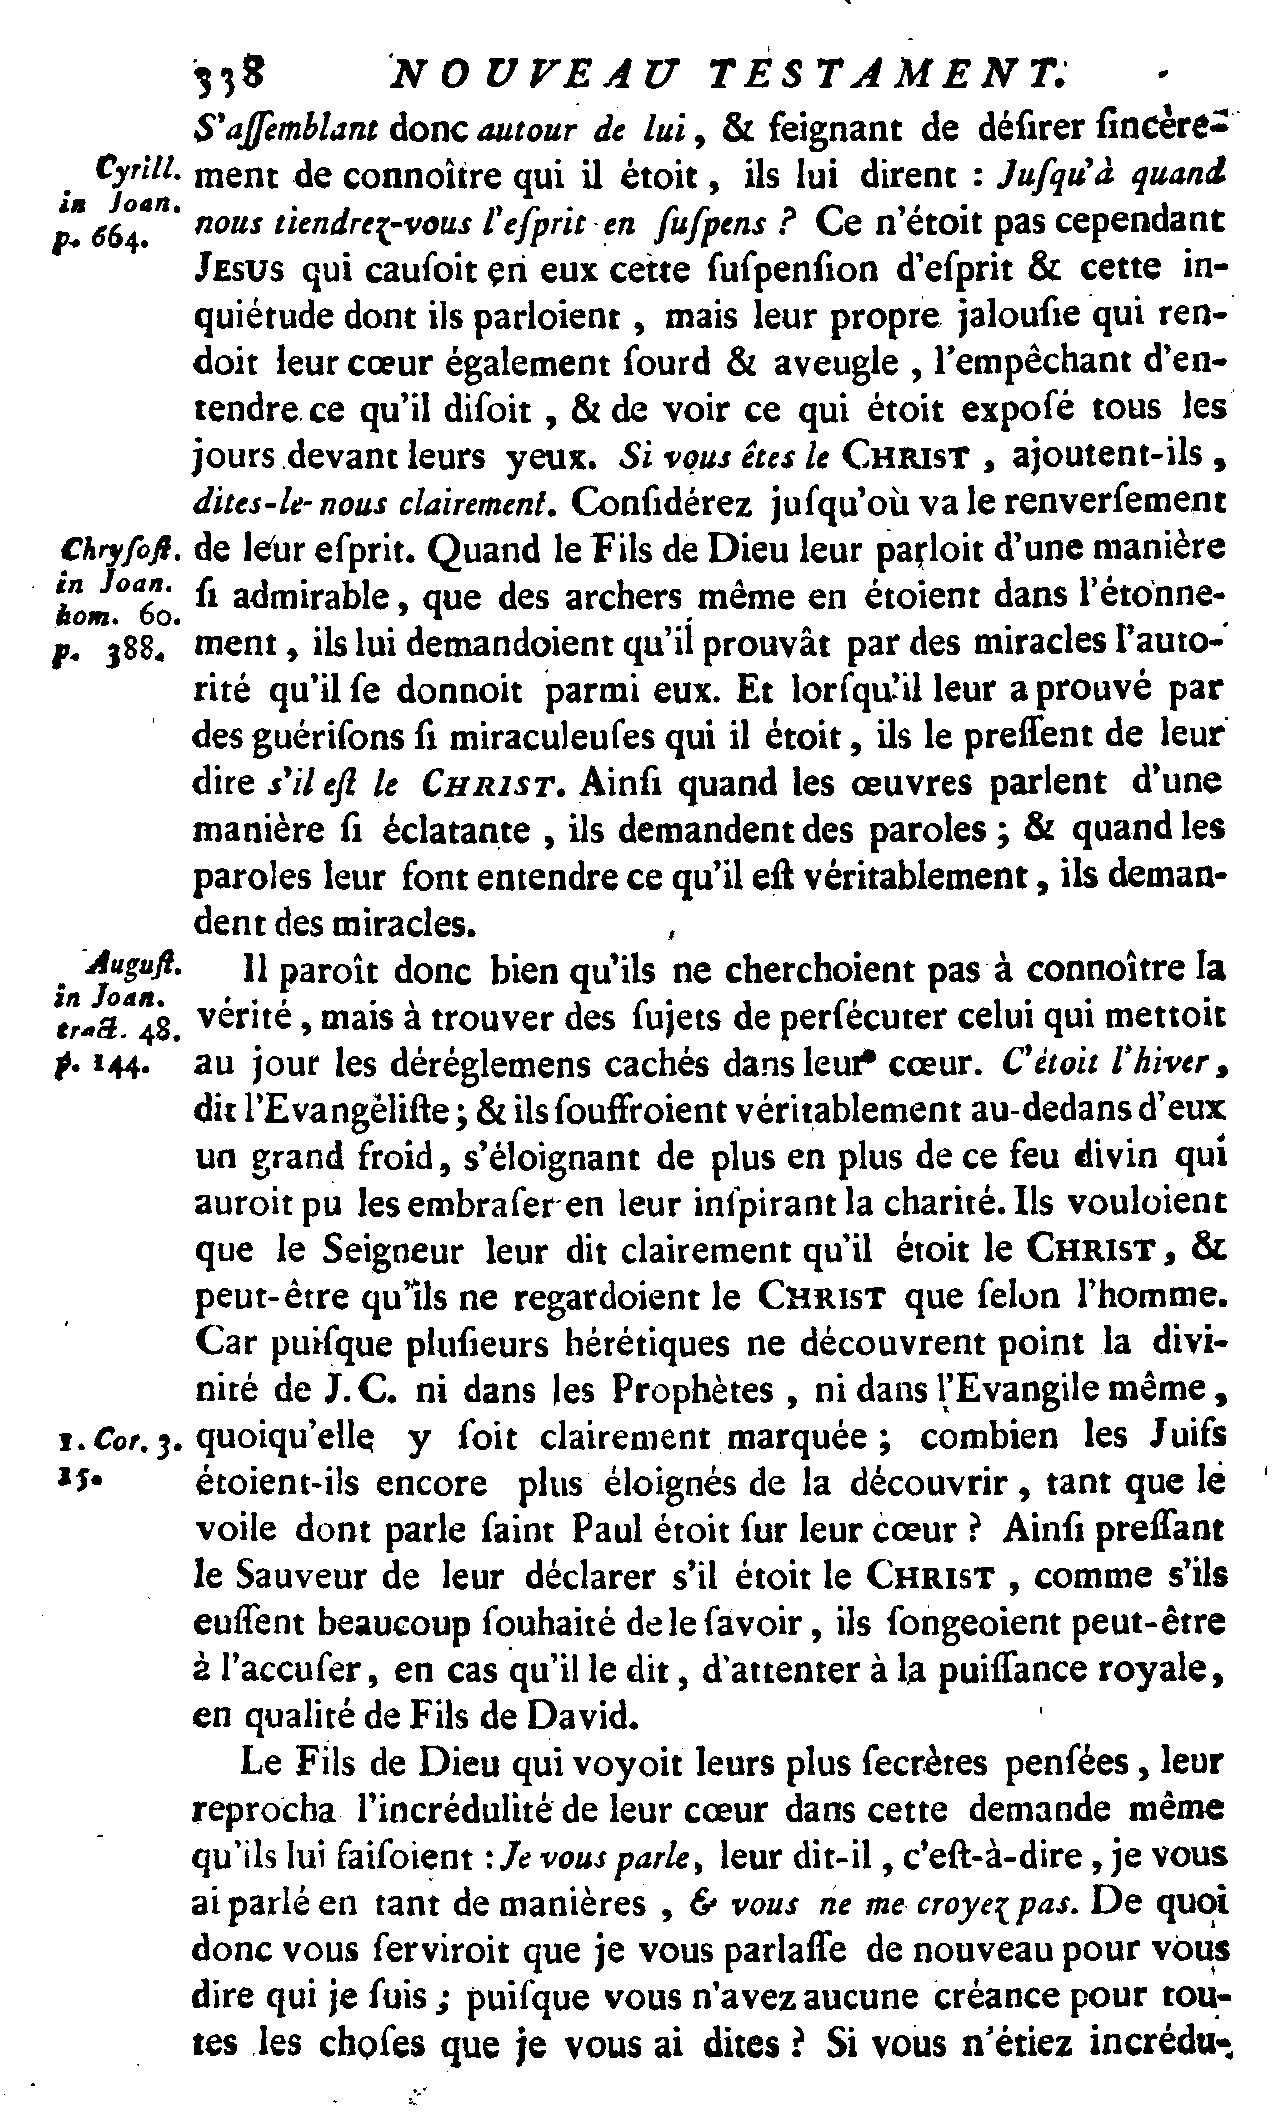 338 NOUVEAU TESTAMENT.
S'aſſemblant donc autour de lui, & feignant de déſirer ſincère-
Cyrill.
in Joan.
p. 664.
ment de connoître qui il étoit, ils lui dirent : Juſqu'à quand
nous tiendrez-vous l'eſprit en ſuſpens ? Ce n'étoit pas cependant
JESUS qui cauſoit en eux cette ſuſpenſion d'eſprit & cette in-
quiétude dont ils parloient, mais leur propre jalouſie qui ren-
doit leur cœur également ſourd & aveugle, l'empêchant d'en-
tendre ce qu'il diſoit, & de voir ce qui étoit expoſé tous les
jours devant leurs yeux. Si vous êtes le CHRIST, ajoutent-ils,
dites-le-nous clairement. Conſidérez juſqu'où va le renverſement
Chryſoſt.
in Joan.
hom. 60.
p. 388.
de leur eſprit. Quand le Fils de Dieu leur parloit d'une manière
ſi admirable, que des archers même en étoient dans l'étonne-
ment, ils lui demandoient qu'il prouvât par des miracles l'auto-
rité qu'il ſe donnoit parmi eux. Et lorſqu'il leur a prouvé par
des guériſons ſi miraculeuſes qui il étoit, ils le preſſent de leur
dire s'il eſt le CHRIST. Ainſi quand les œuvres parlent d'une
manière ſi éclatante, ils demandent des paroles ; & quand les
paroles leur font entendre ce qu'il eſt véritablement, ils deman-
dent des miracles.
Auguſt.
in Joan.
tract. 48.
p. 144.
Il paroît donc bien qu'ils ne cherchoient pas à connoître la
vérité, mais à trouver des ſujets de perſécuter celui qui mettoit
au jour les déréglemens cachés dans leur cœur. C'étoit l'hiver,
dit l'Evangéliſte ; & ils ſouffroient véritablement au-dedans d'eux
un grand froid, s'éloignant de plus en plus de ce feu divin qui
auroit pu les embraſer en leur inſpirant la charité. Ils vouloient
que le Seigneur leur dit clairement qu'il étoit le CHRIST, &
peut-être qu'ils ne regardoient le CHRIST que ſelon l'homme.
Car puiſque pluſieurs hérétiques ne découvrent point la divi-
nité de J. C. ni dans les Prophètes, ni dans l'Evangile même,
1. Cor. 3.
15.
quoiqu'elle y ſoit clairement marquée ; combien les Juifs
étoient-ils encore plus éloignés de la découvrir, tant que le
voile dont parle ſaint Paul étoit ſur leur cœur ? Ainſi preſſant
le Sauveur de leur déclarer s'il étoit le CHRIST, comme s'ils
euſſent beaucoup ſouhaité de le ſavoir, ils ſongeoient peut-être
à l'accuſer, en cas qu'il le dit, d'attenter à la puiſſance royale,
en qualité de Fils de David.
Le Fils de Dieu qui voyoit leurs plus ſecrètes penſées, leur
reprocha l'incrédulité de leur cœur dans cette demande même
qu'ils lui faiſoient : Je vous parle, leur dit-il, c'eſt-à-dire, je vous
ai parlé en tant de manières, & vous ne me croyez pas. De quoi
donc vous ſerviroit que je vous parlaſſe de nouveau pour vous
dire qui je ſuis ; puiſque vous n'avez aucune créance pour tou-
tes les choſes que je vous ai dites ? Si vous n'étiez incrédu-